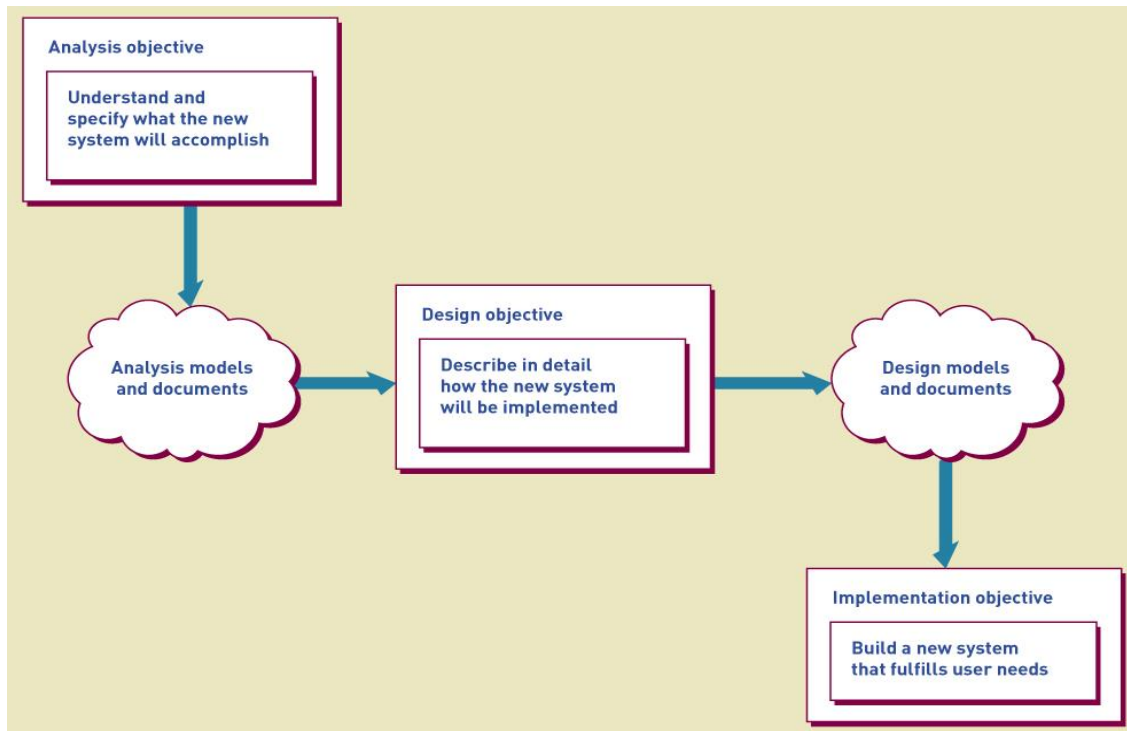 Analysis objective
Understand and
specify what the new
system will accomplish
Analysis models
and documents
Design objective
Describe in detail
how the new system
will be implemented
Design models
and documents
Implementation objective
Build a new system
that fulfills user needs